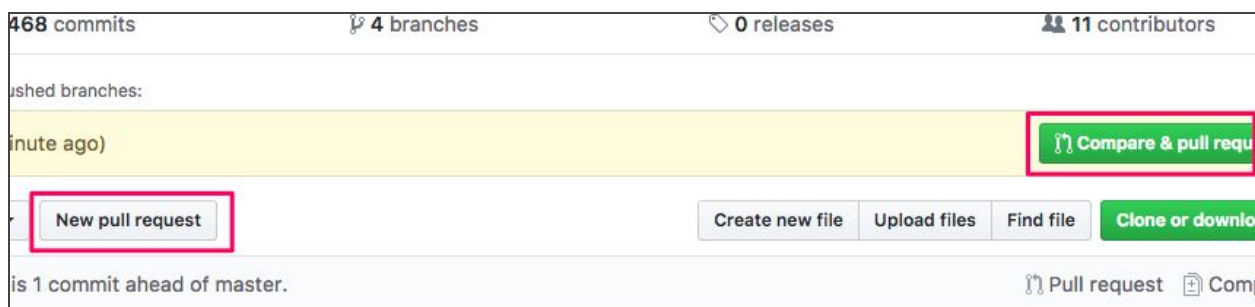 468 commits 4 branches 0 releases 11 contributors
ushed branches:
inute ago) Compare & pull requ
New pull request Create new file Upload files Find file Clone or downlo
is 1 commit ahead of master. Pull request Com